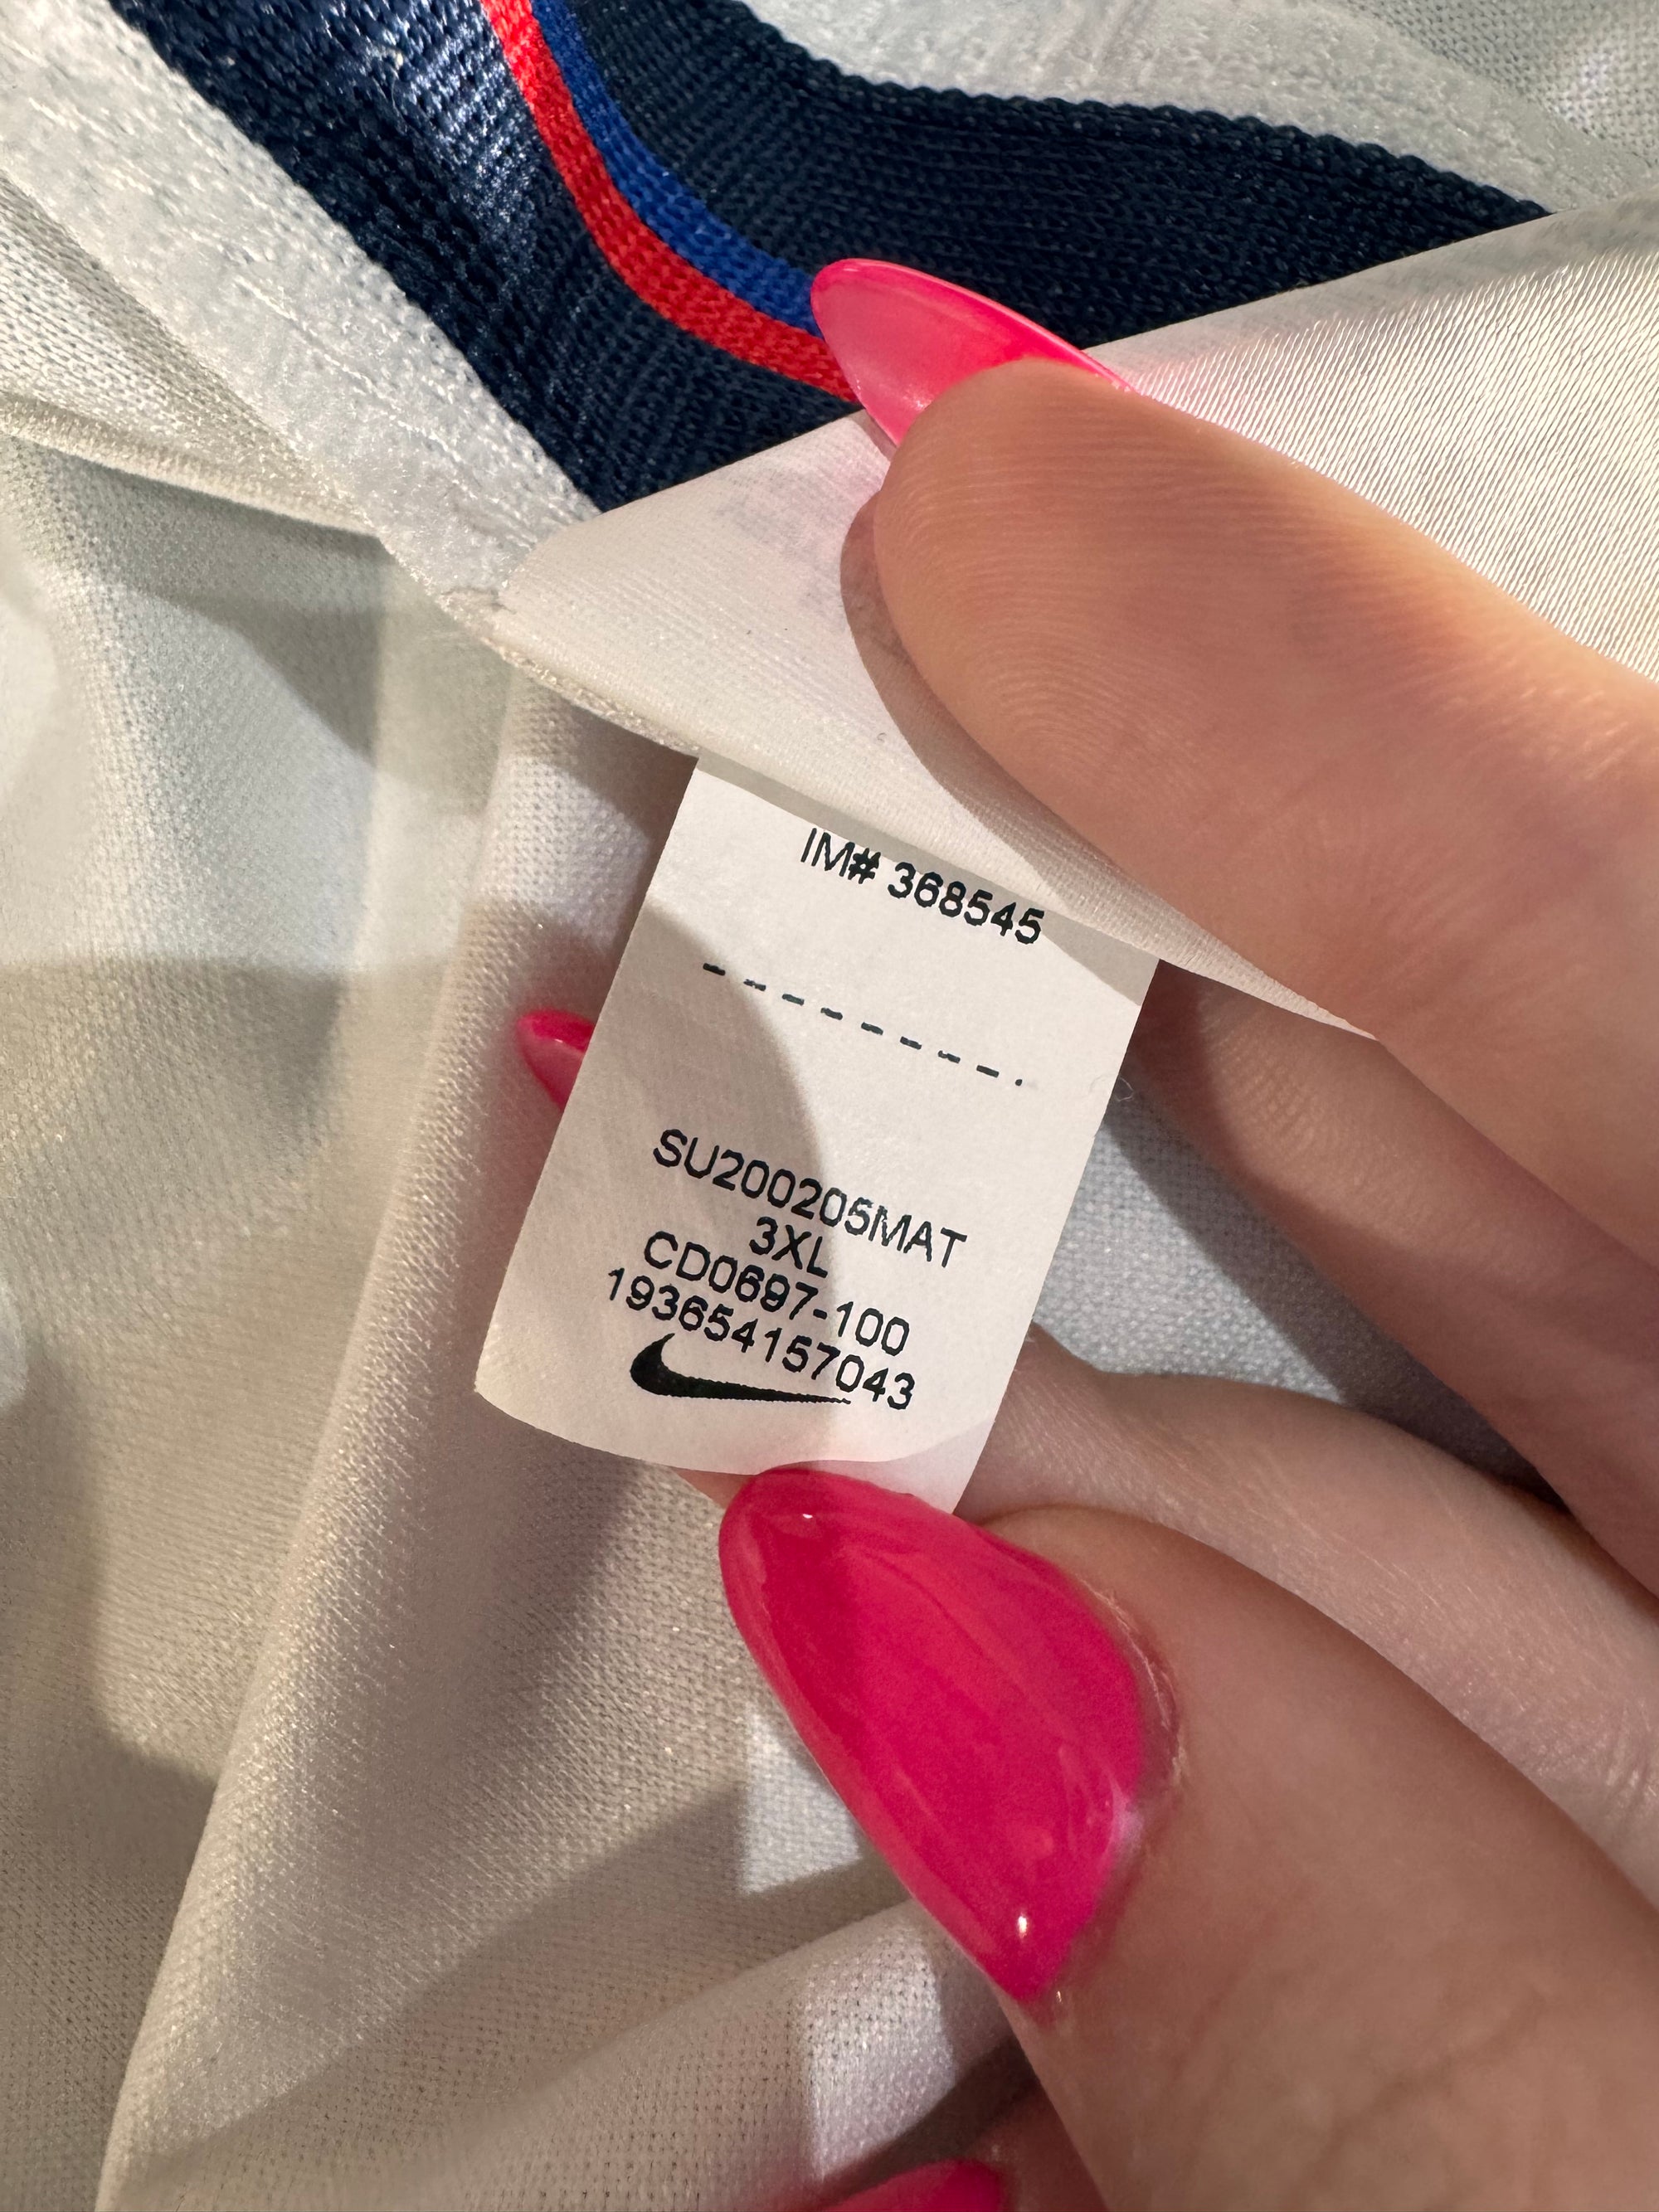 IM# 368545
SU200205MAT
3XL
CD0697-100
193654157043